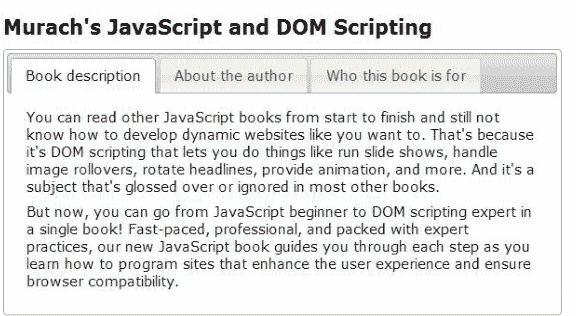 Murach's JavaScript and DOM Scripting
Book description About the author Who this book is for
You can read other JavaScript books from start to finish and still not
know how to develop dynamic websites like you want to. That's because
it's DOM scripting that lets you do things like run slide shows, handle
image rollovers, rotate headlines, provide animation, and more. And it's a
subject that's glossed over or ignored in most other books.
But now, you can go from JavaScript beginner to DOM scripting expert in
a single book! Fast-paced, professional, and packed with expert
practices, our new JavaScript book guides you through each step as you
learn how to program sites that enhance the user experience and ensure
browser compatibility.